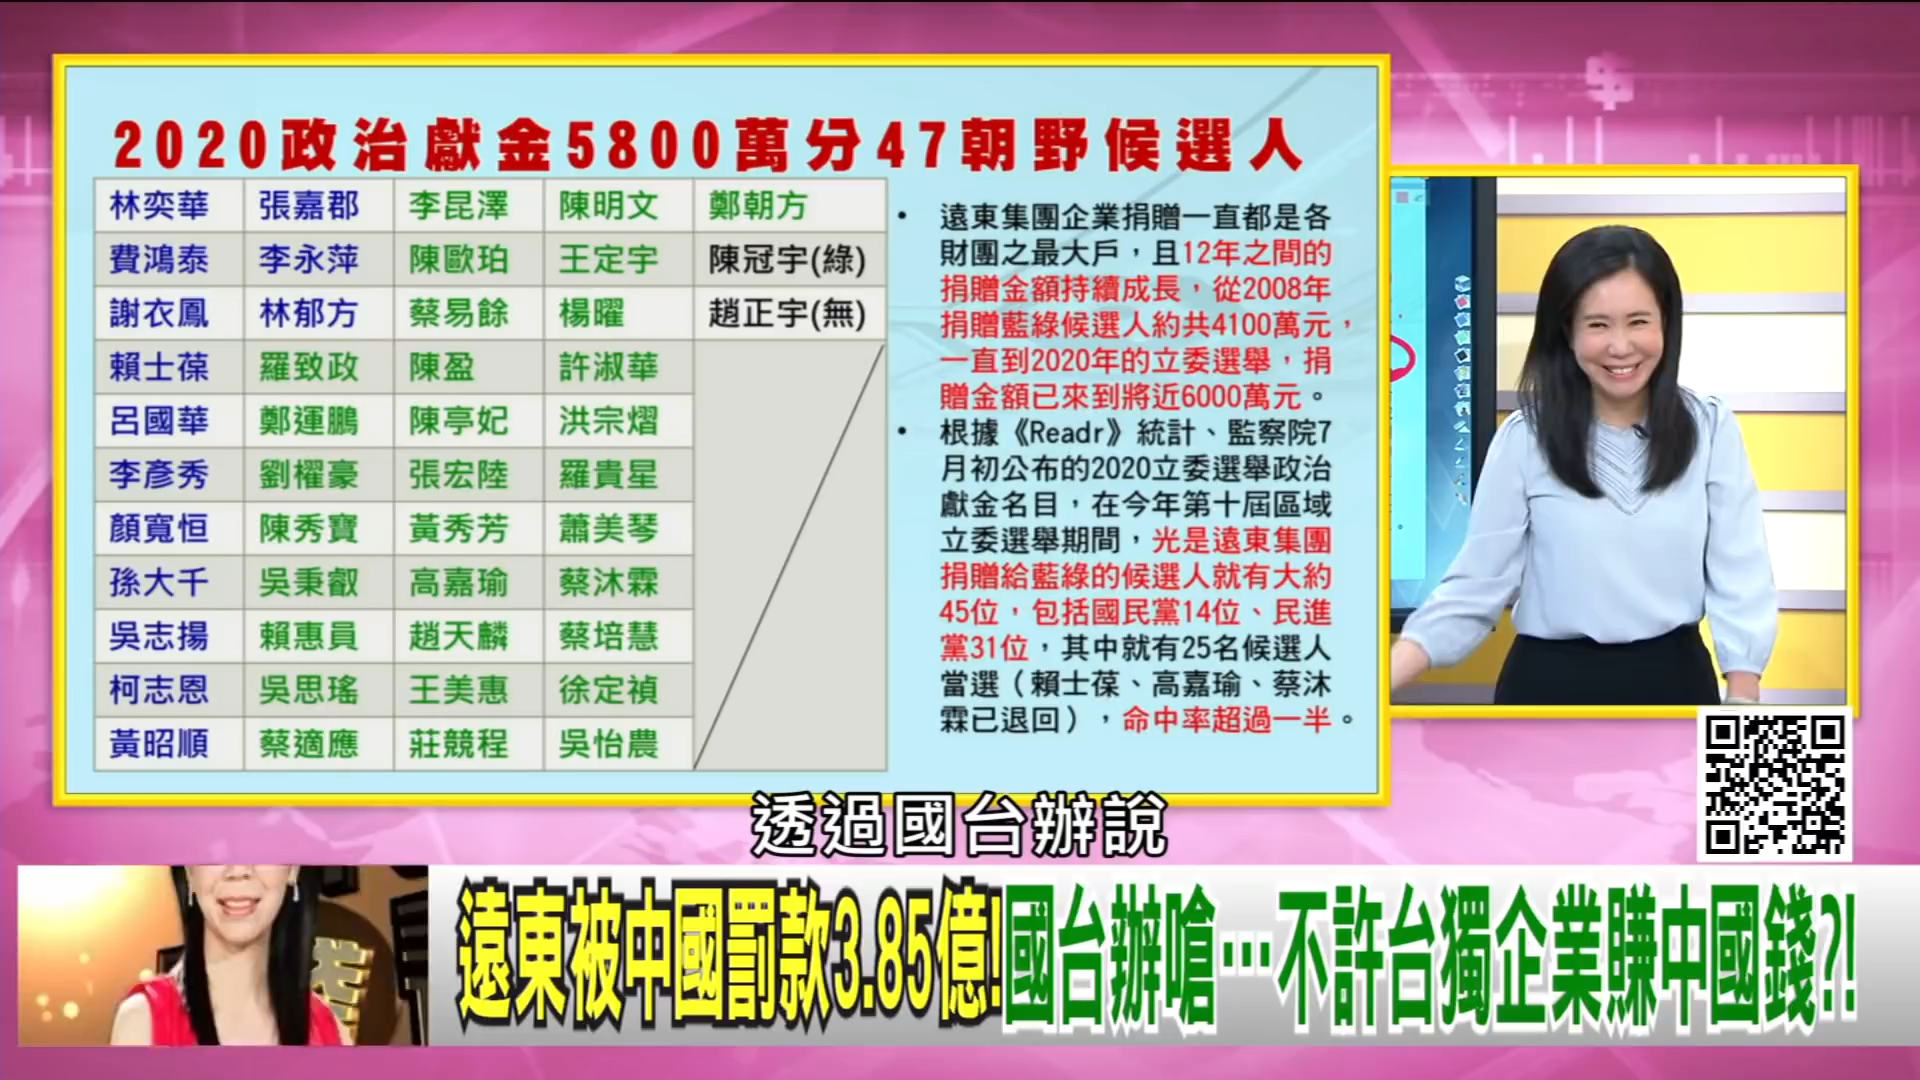 2020政治獻金5800萬分47朝野候選人
林奕華 張嘉郡 李昆澤 陳明文 鄭朝方
費鴻泰 李永萍 陳歐珀 王定宇 陳冠宇(綠)
謝衣鳳 林郁方 蔡易餘 楊曜 趙正宇(無)
賴士葆 羅致政 陳盈 許淑華
呂國華 鄭運鵬 陳亭妃 洪宗熠
李彥秀 劉櫂豪 張宏陸 羅貴星
顏寬恒 陳秀寶 黃秀芳 蕭美琴
孫大千 吳秉叡 高嘉瑜 蔡沐霖
吳志揚 賴惠員 趙天麟 蔡培慧
柯志恩 吳思瑤 王美惠 徐定禎
黃昭順 蔡適應 莊競程 吳怡農
• 遠東集團企業捐贈一直都是各
財團之最大戶，且12年之間的
捐贈金額持續成長，從2008年
捐贈藍綠候選人約共4100萬元，
一直到2020年的立委選舉，捐
贈金額已來到將近6000萬元。
• 根據《Readr》統計、監察院7
月初公布的2020立委選舉政治
獻金名目，在今年第十屆區域
立委選舉期間，光是遠東集團
捐贈給藍綠的候選人就有大約
45位，包括國民黨14位、民進
黨31位，其中就有25名候選人
當選（賴士葆、高嘉瑜、蔡沐
霖已退回），命中率超過一半。
透過國台辦說
遠東被中國罰款3.85億!國台辦嗆…不許台獨企業賺中國錢?!